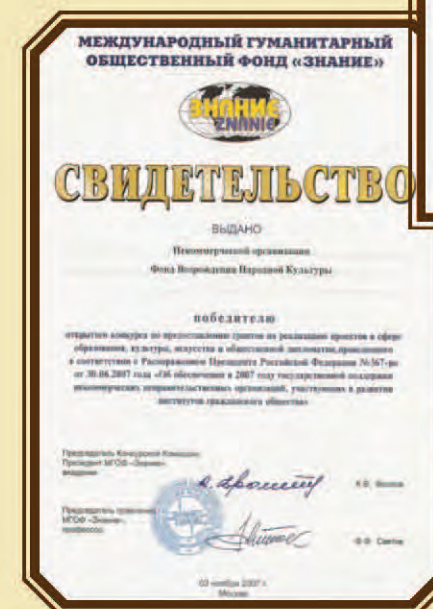 МЕЖДУНАРОДНЫЙ ГУМАНИТАРНЫЙ
ОБЩЕСТВЕННЫЙ ФОНД «ЗНАНИЕ»
ЗНАНИЕ
ZNANIE
СВИДЕТЕЛЬСТВО
ВЫДАНО
Некоммерческой организации
Фонд Возрождения Народной Культуры
победителю
открытого конкурса по предоставлению грантов на реализацию проектов в сфере
образования, культуры, искусства и общественной дипломатии, проведенного
в соответствии с Распоряжением Президента Российской Федерации №367-рп
от 30.06.2007 года «Об обеспечении в 2007 году государственной поддержки
некоммерческих неправительственных организаций, участвующих в развитии
институтов гражданского общества»
Председатель Конкурсной Комиссии,
Президент МГОФ «Знание»,
академик
Председатель правления
МГОФ «Знание»,
профессор
03 ноября 2007 г.
Москва